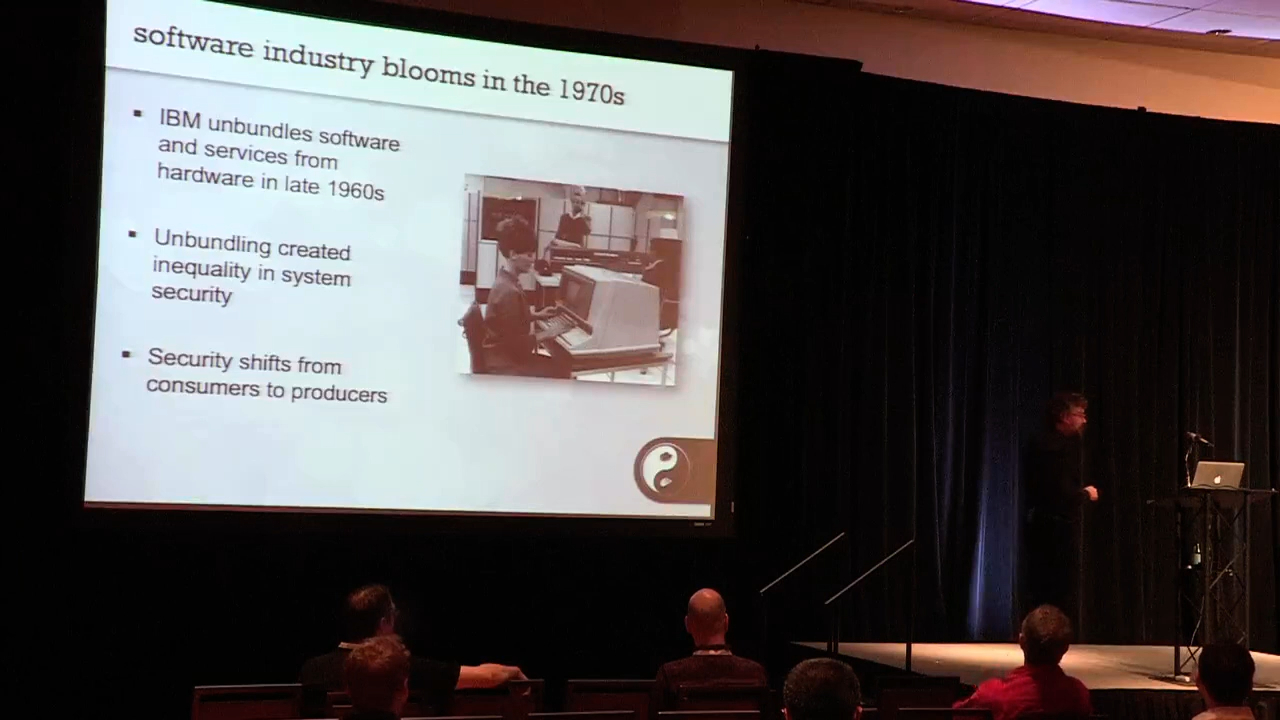 software industry blooms in the 1970s
IBM unbundles software
and services from
hardware in late 1960s
Unbundling created
inequality in system
security
Security shifts from
consumers to producers